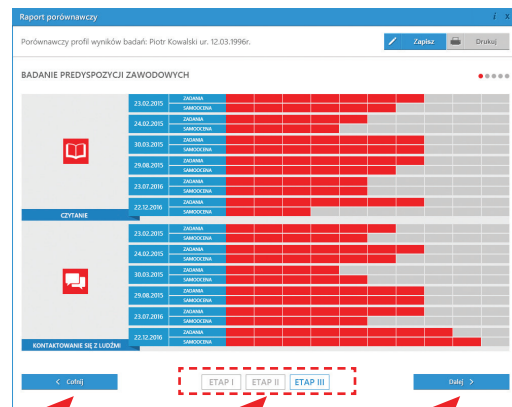 Raport porównawczy
i x
Porównawczy profil wyników badań: Piotr Kowalski ur. 12.03.1996r.
Zapisz
Drukuj
BADANIE PREDYSPOZYCJI ZAWODOWYCH
23.02.2015 ZADANIA
SAMOOCENA
24.02.2015 ZADANIA
SAMOOCENA
30.03.2015 ZADANIA
SAMOOCENA
29.08.2015 ZADANIA
SAMOOCENA
23.07.2016 ZADANIA
SAMOOCENA
22.12.2016 ZADANIA
SAMOOCENA
CZYTANIE
23.02.2015 ZADANIA
SAMOOCENA
24.02.2015 ZADANIA
SAMOOCENA
30.03.2015 ZADANIA
SAMOOCENA
29.08.2015 ZADANIA
SAMOOCENA
23.07.2016 ZADANIA
SAMOOCENA
22.12.2016 ZADANIA
SAMOOCENA
KONTAKTOWANIE SIĘ Z LUDŹMI
< Cofnij
ETAP I ETAP II ETAP III
Dalej >